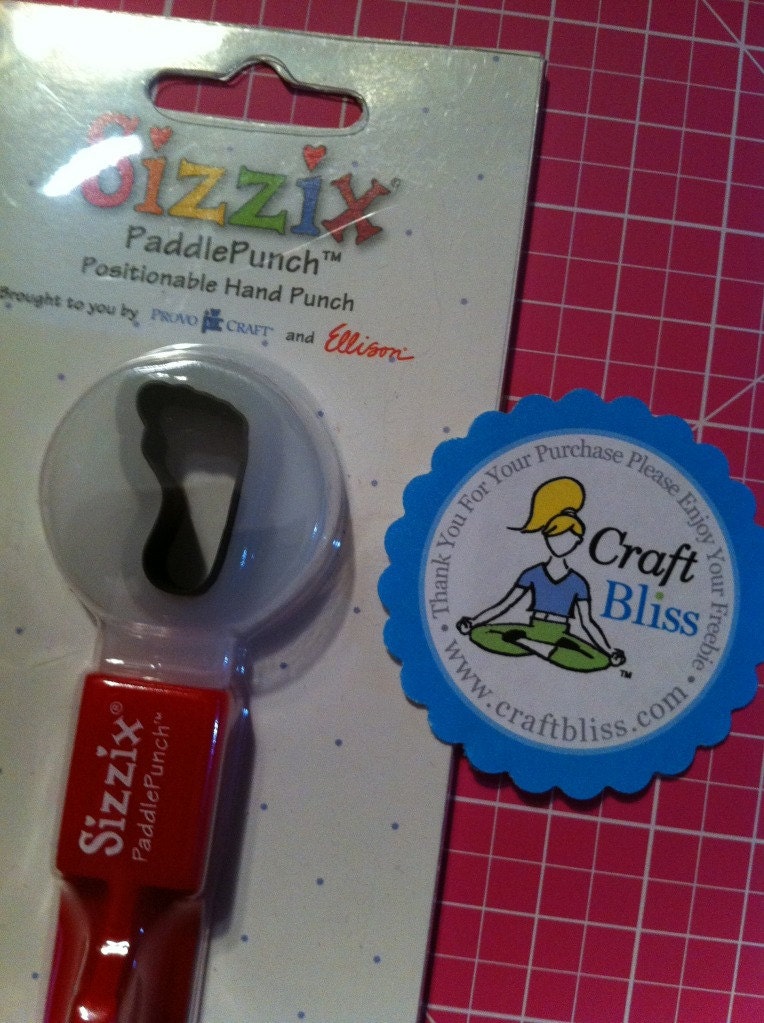 Sizzix®
PaddlePunch™
Positionable Hand Punch
Brought to you by PROVO CRAFT® and Ellison®
Sizzix®
PaddlePunch™
• Thank You For Your Purchase Please Enjoy Your Freebie •
Craft
Bliss
™
www.craftbliss.com